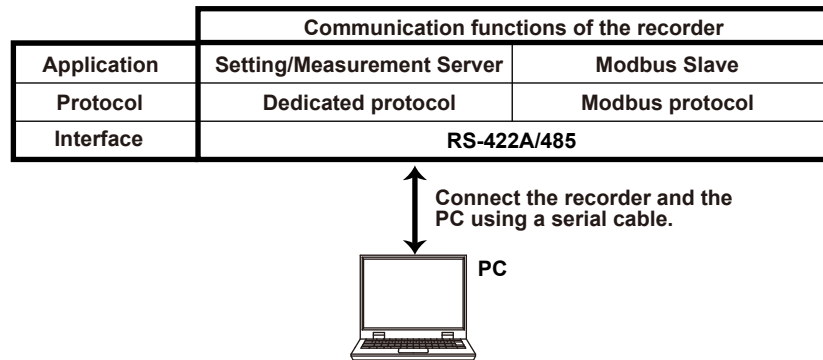 Communication functions of the recorder
Application Setting/Measurement Server Modbus Slave
Protocol Dedicated protocol Modbus protocol
Interface RS-422A/485
Connect the recorder and the
PC using a serial cable.
PC